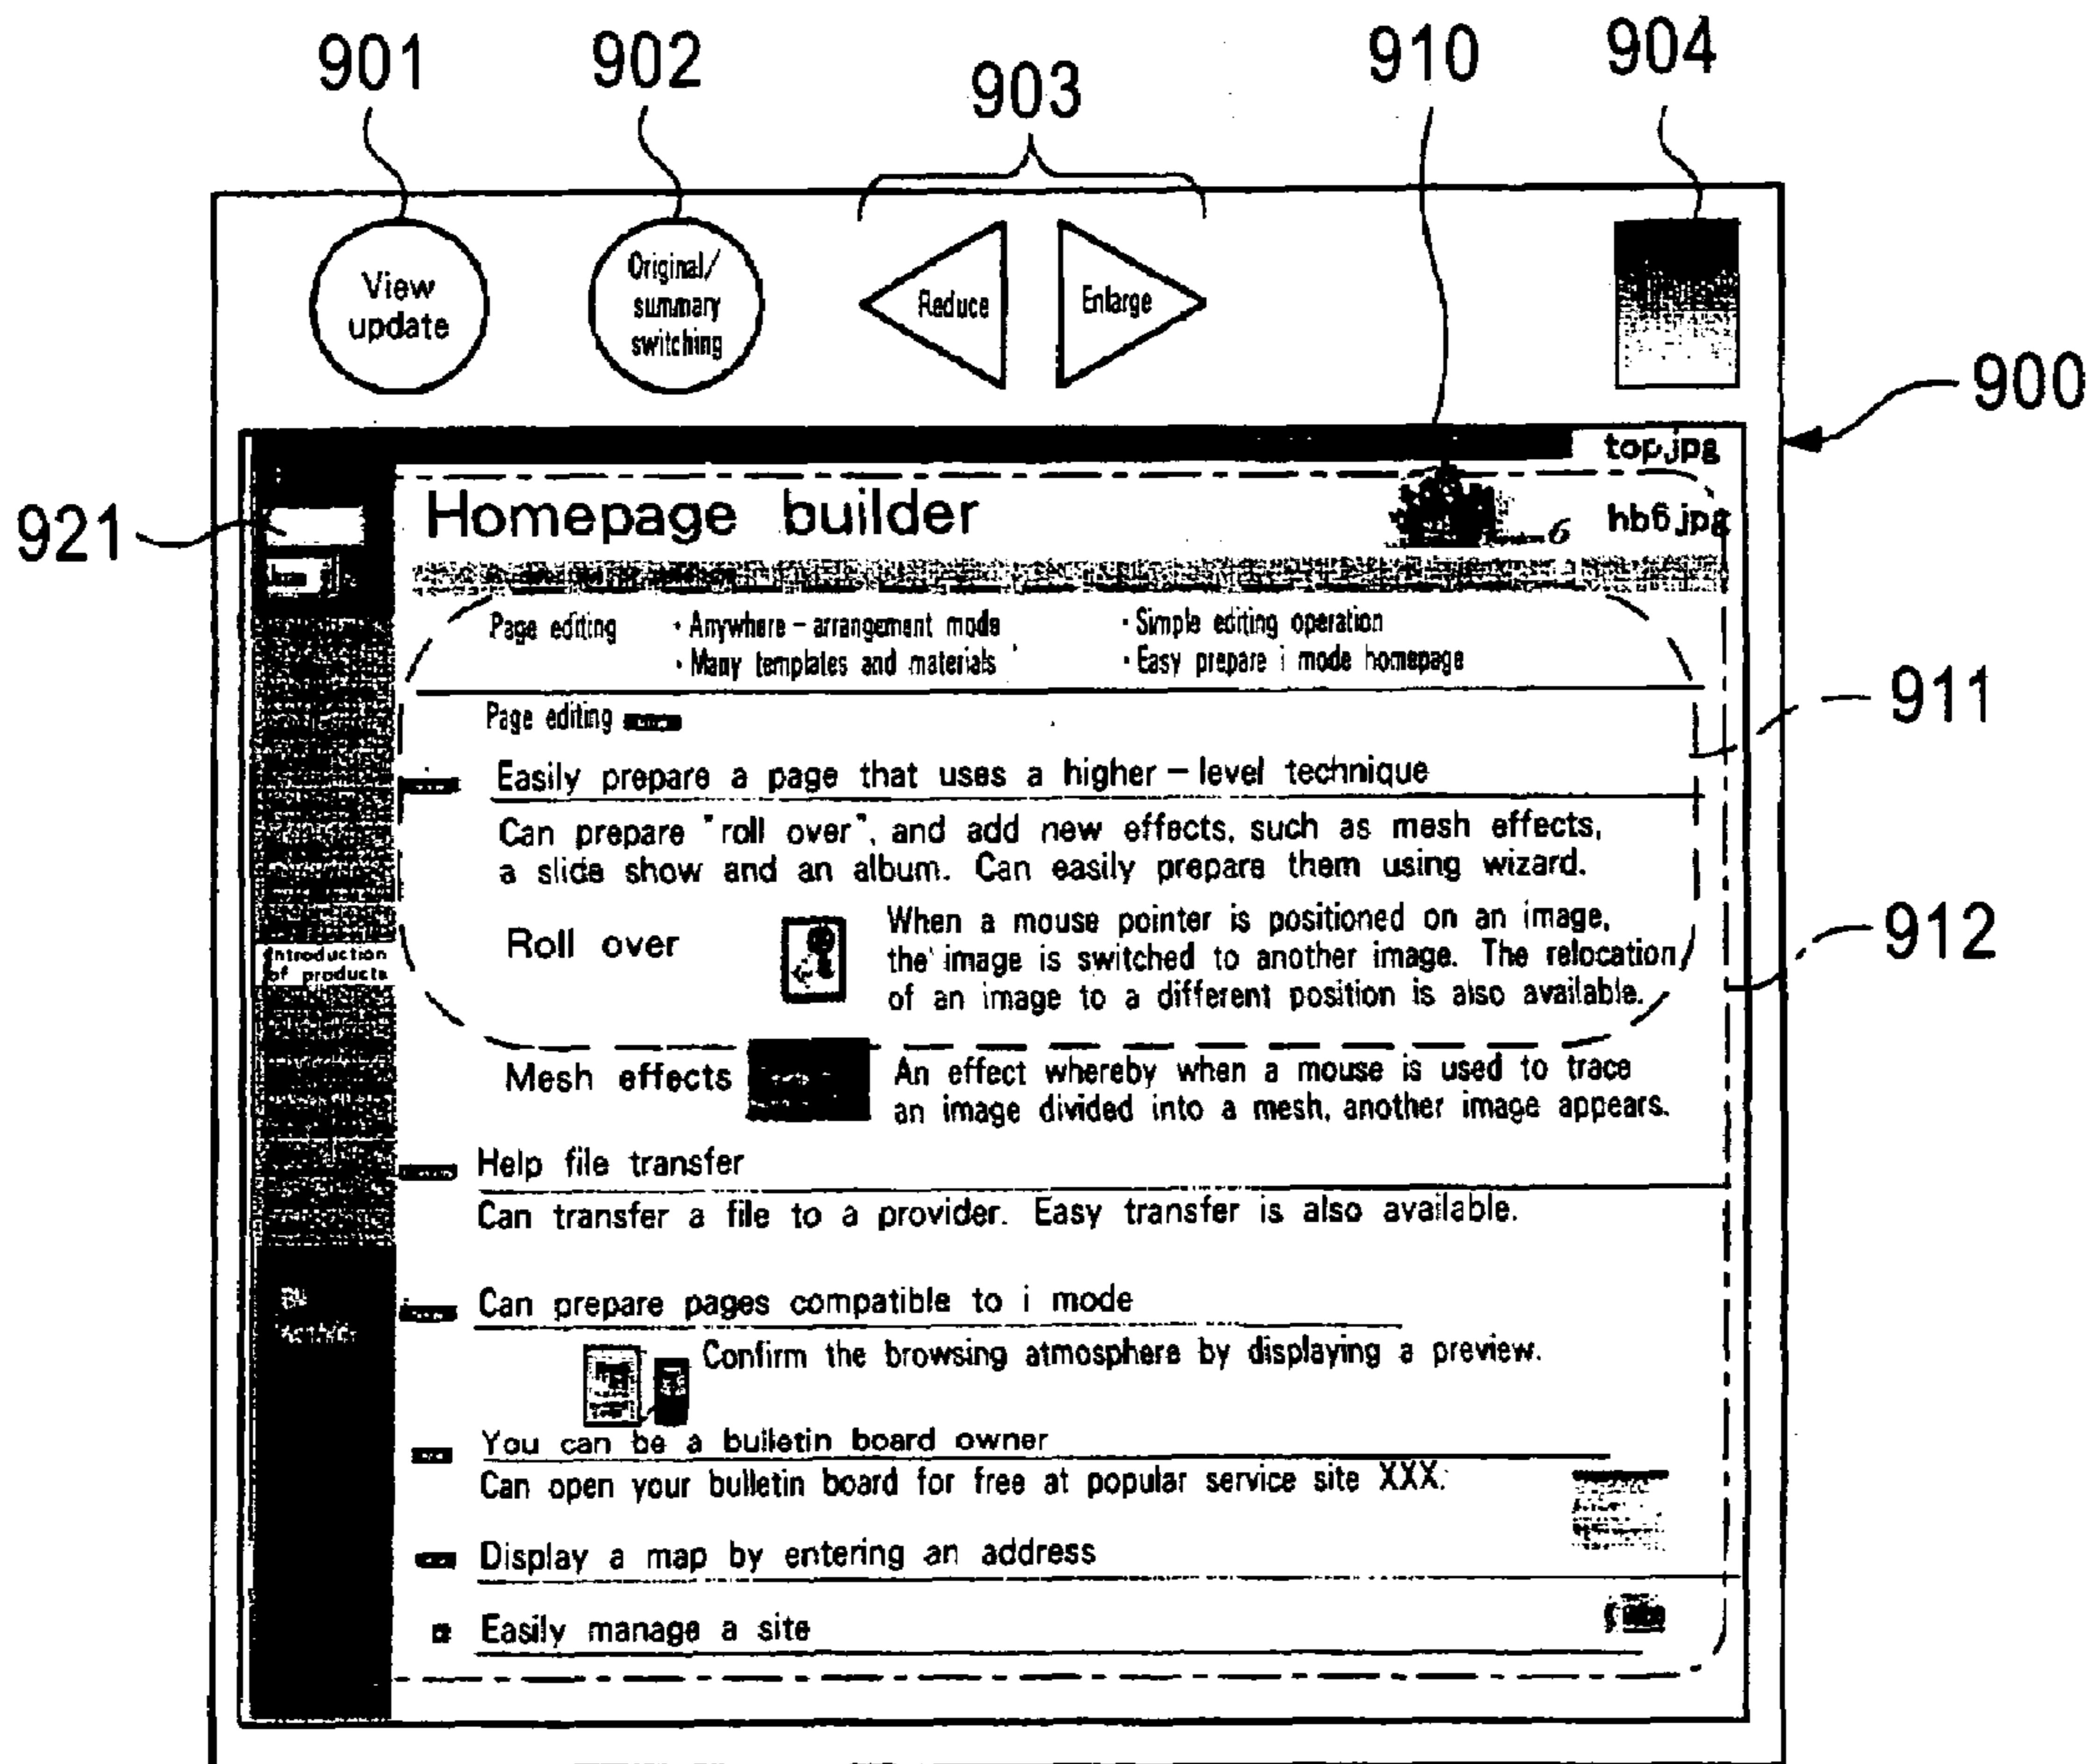 901
902
903
910
904
View
update
Original/
summary
switching
Reduce
Enlarge
900
top.jpg
921
Homepage builder
6
hb6.jpg
Page editing
・Anywhere – arrangement mode
・Simple editing operation
・Many templates and materials
・Easy prepare i mode homepage
911
Page editing
Easily prepare a page that uses a higher – level technique
Can prepare "roll over", and add new effects, such as mesh effects,
a slide show and an album. Can easily prepare them using wizard.
912
Roll over
When a mouse pointer is positioned on an image,
the image is switched to another image. The relocation
of an image to a different position is also available.
Introduction
of products
Mesh effects
An effect whereby when a mouse is used to trace
an image divided into a mesh, another image appears.
Help file transfer
Can transfer a file to a provider. Easy transfer is also available.
Can prepare pages compatible to i mode
Confirm the browsing atmosphere by displaying a preview.
You can be a bulletin board owner
Can open your bulletin board for free at popular service site XXX.
Display a map by entering an address
Easily manage a site